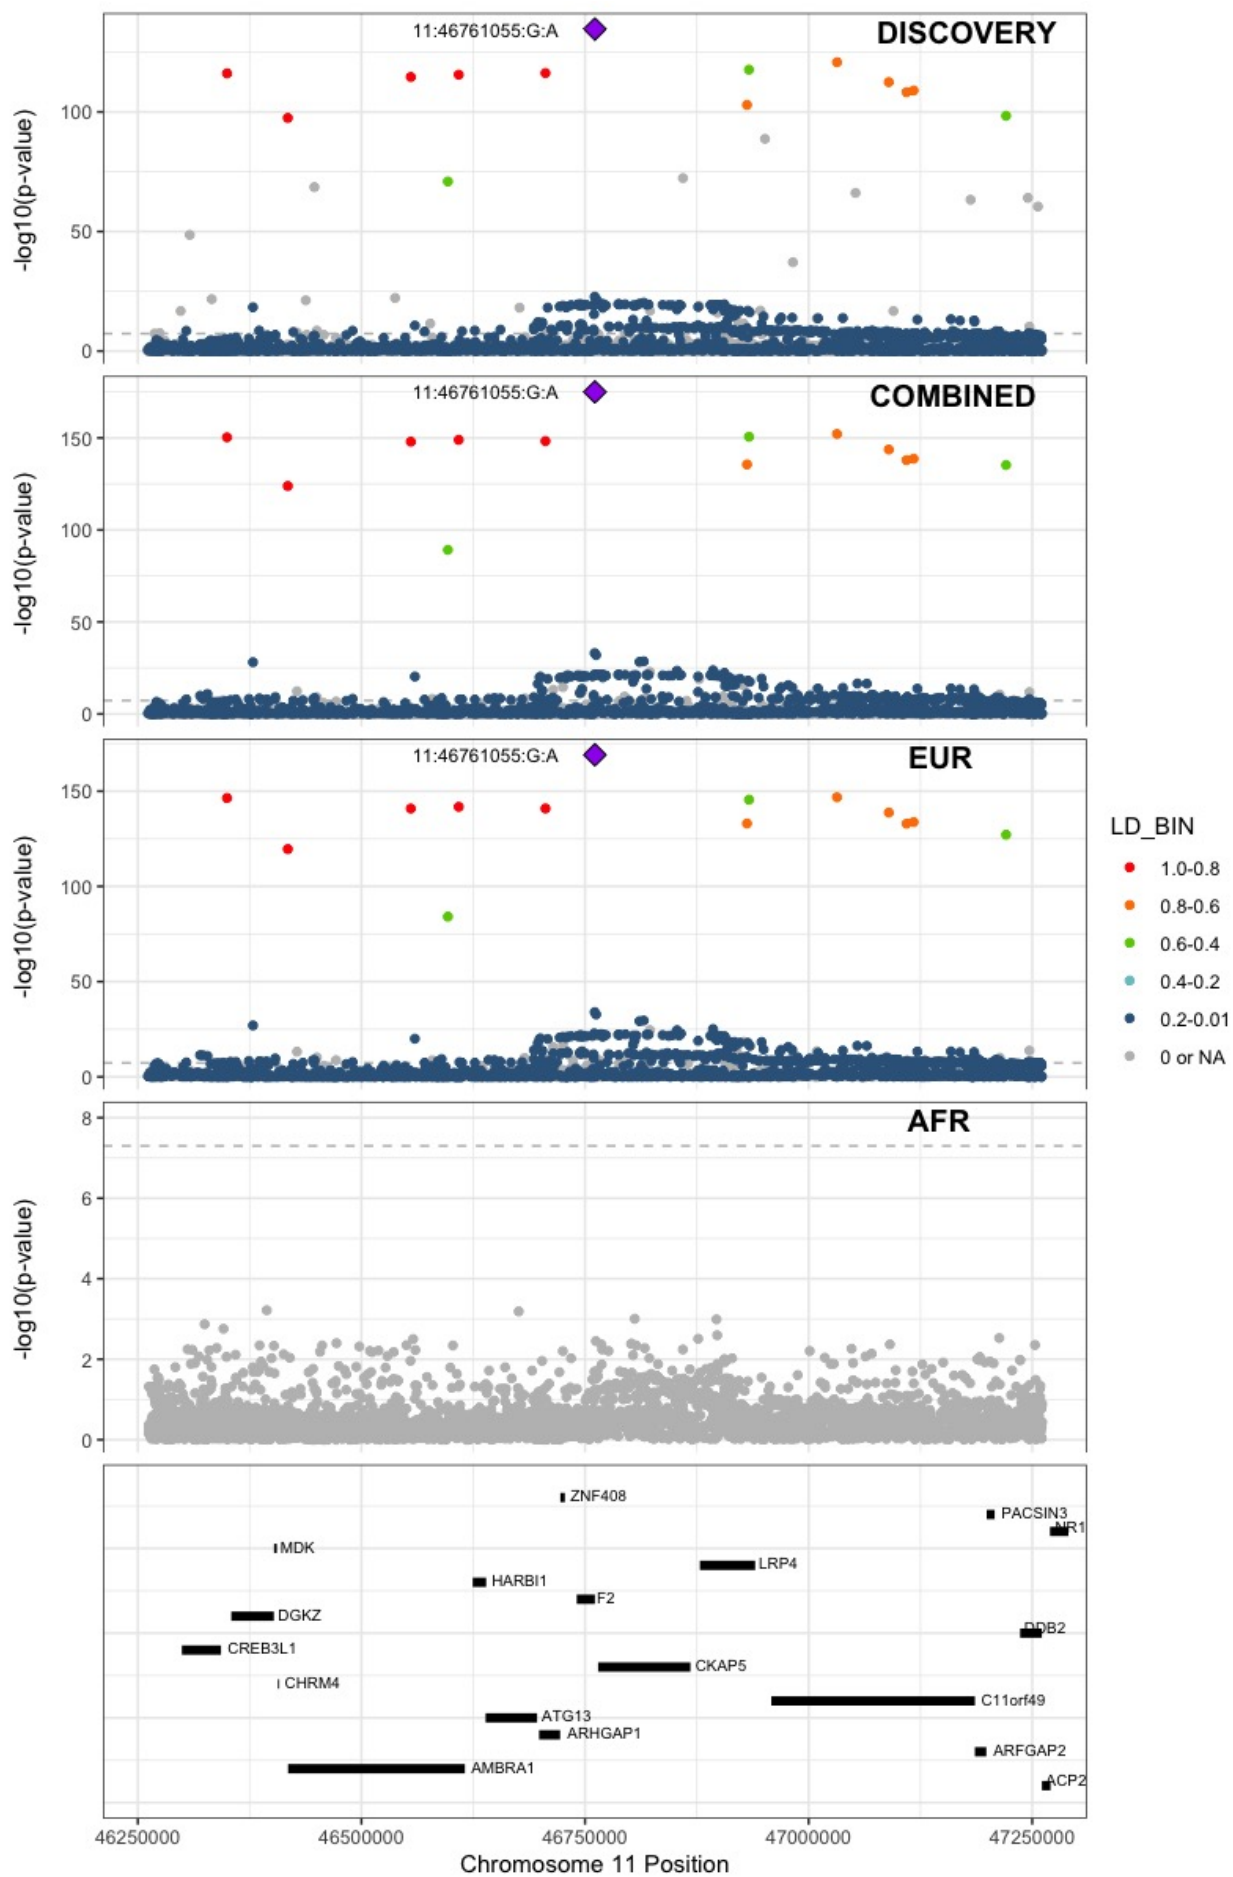 11:46761055:G:A
DISCOVERY
-log10(p-value)
100
50
0
11:46761055:G:A
COMBINED
-log10(p-value)
150
100
50
0
11:46761055:G:A
EUR
-log10(p-value)
150
100
50
0
LD_BIN
1.0-0.8
0.8-0.6
0.6-0.4
0.4-0.2
0.2-0.01
0 or NA
AFR
-log10(p-value)
8
6
4
2
0
ZNF408
PACSIN3
NR1
MDK
LRP4
HARBI1
F2
DGKZ
DDB2
CREB3L1
CKAP5
CHRM4
C11orf49
ATG13
ARHGAP1
ARFGAP2
AMBRA1
ACP2
46250000 46500000 46750000 47000000 47250000
Chromosome 11 Position